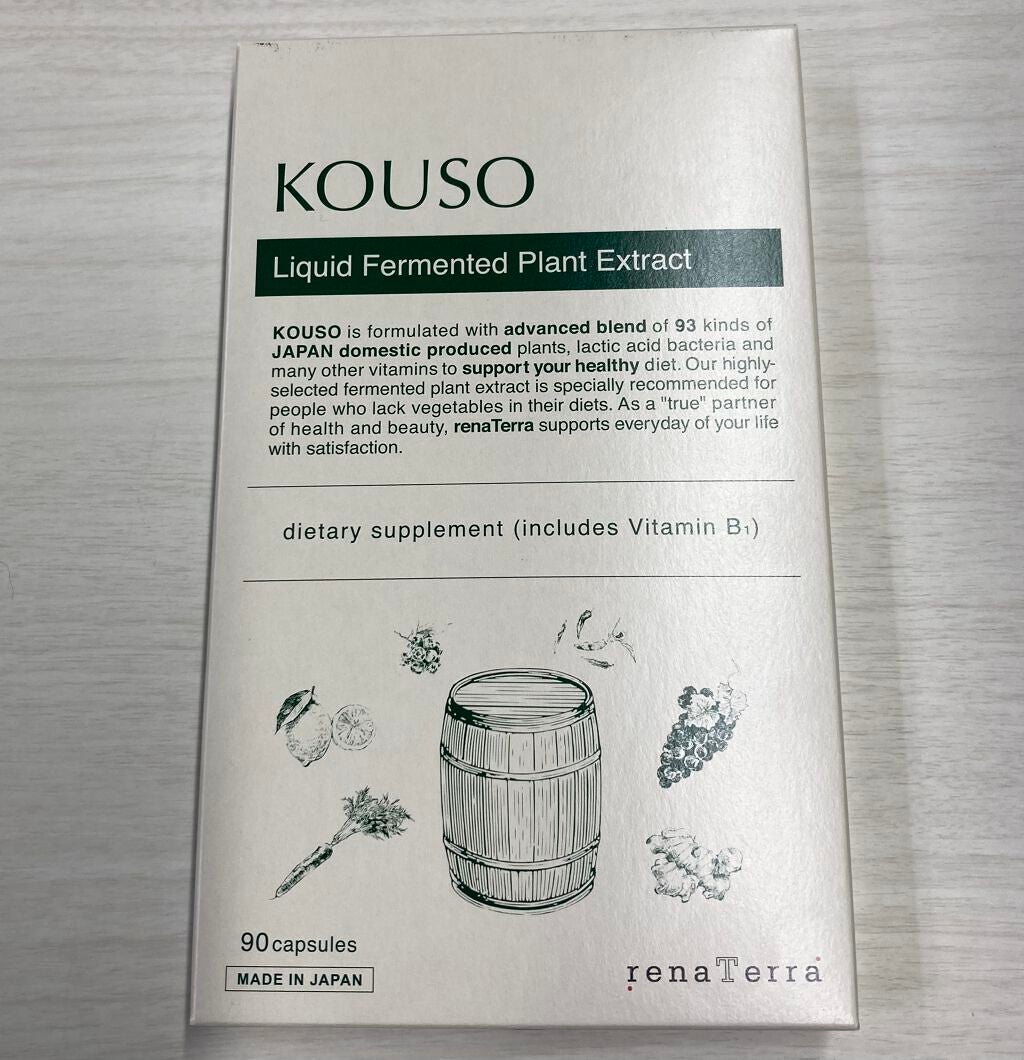 KOUSO
Liquid Fermented Plant Extract
KOUSO is formulated with advanced blend of 93 kinds of
JAPAN domestic produced plants, lactic acid bacteria and
many other vitamins to support your healthy diet. Our highly-
selected fermented plant extract is specially recommended for
people who lack vegetables in their diets. As a "true" partner
of health and beauty, renaTerra supports everyday of your life
with satisfaction.
dietary supplement (includes Vitamin B₁)
90 capsules
MADE IN JAPAN
renaTerra